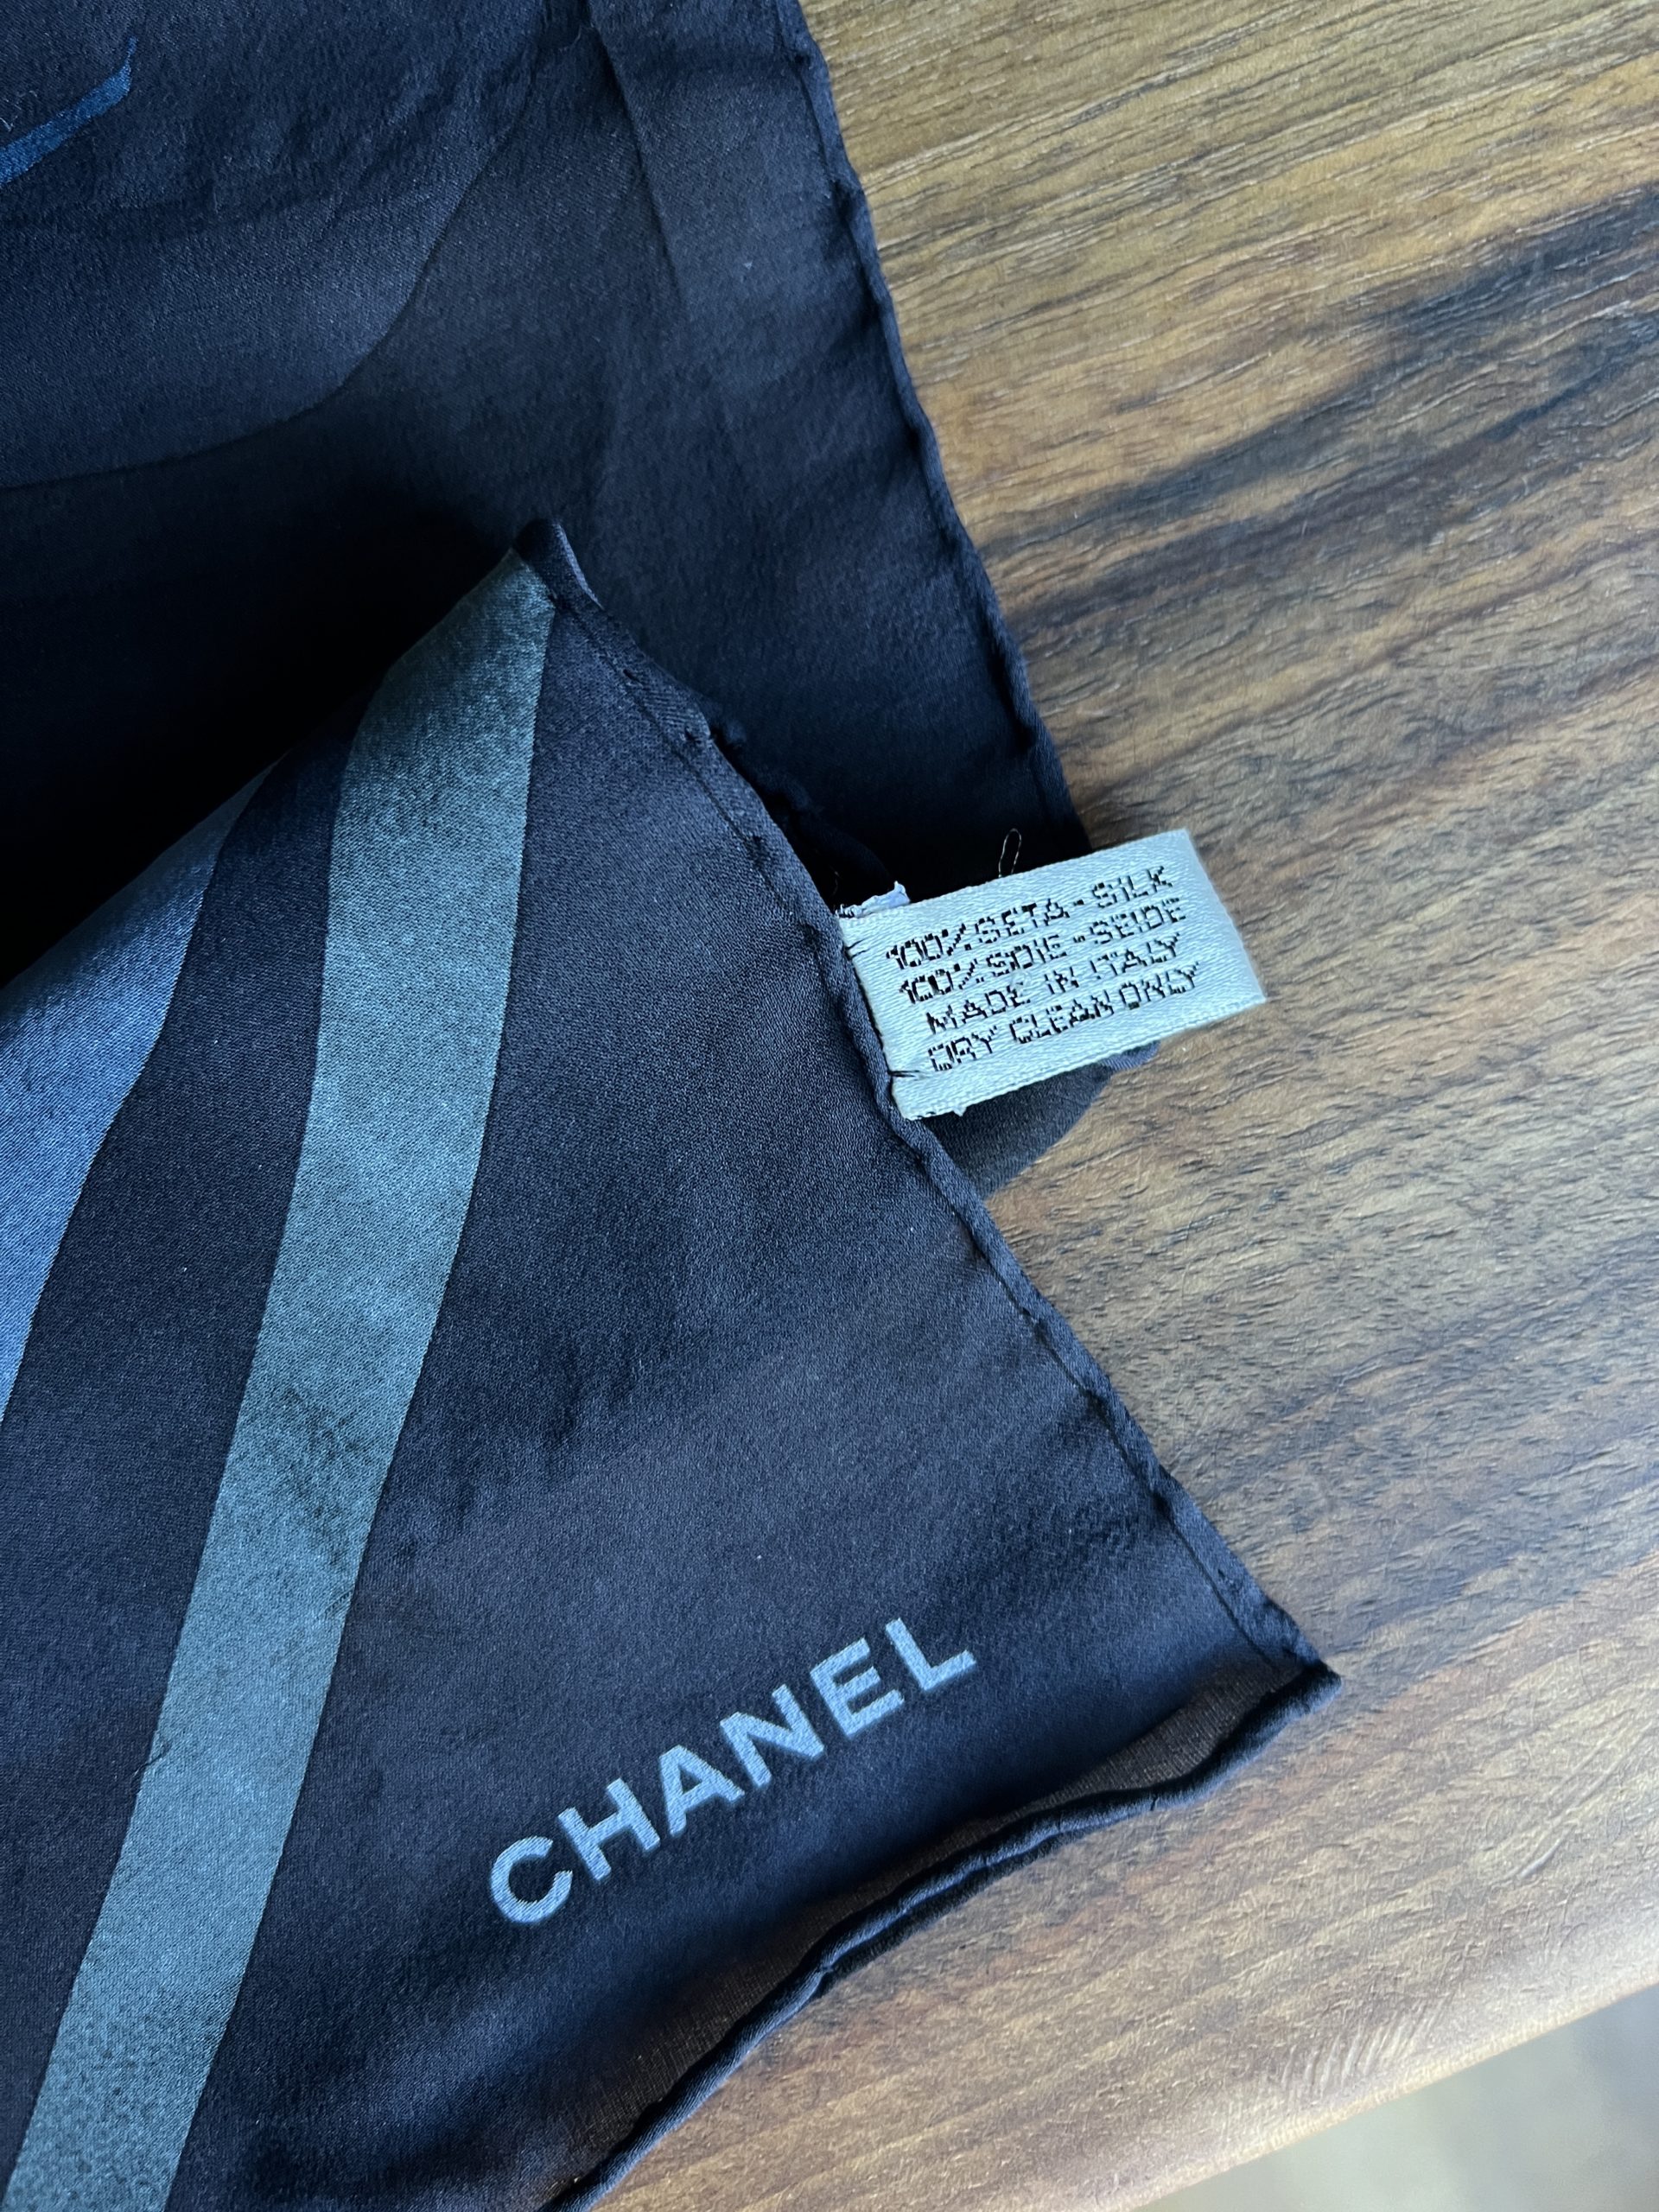 100% SETA - SILK
100% SOIE - SEIDE
MADE IN ITALY
DRY CLEAN ONLY
CHANEL